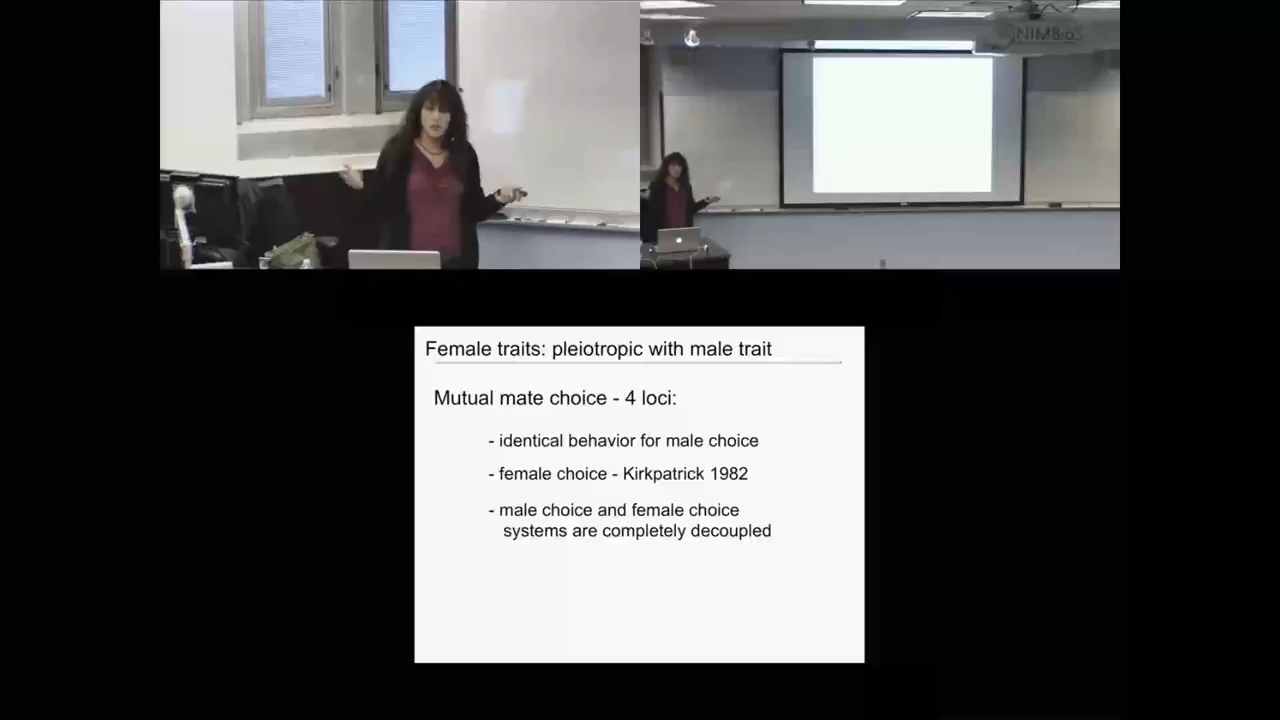 NIMBioS
Female traits: pleiotropic with male trait
Mutual mate choice - 4 loci:
- identical behavior for male choice
- female choice - Kirkpatrick 1982
- male choice and female choice
systems are completely decoupled